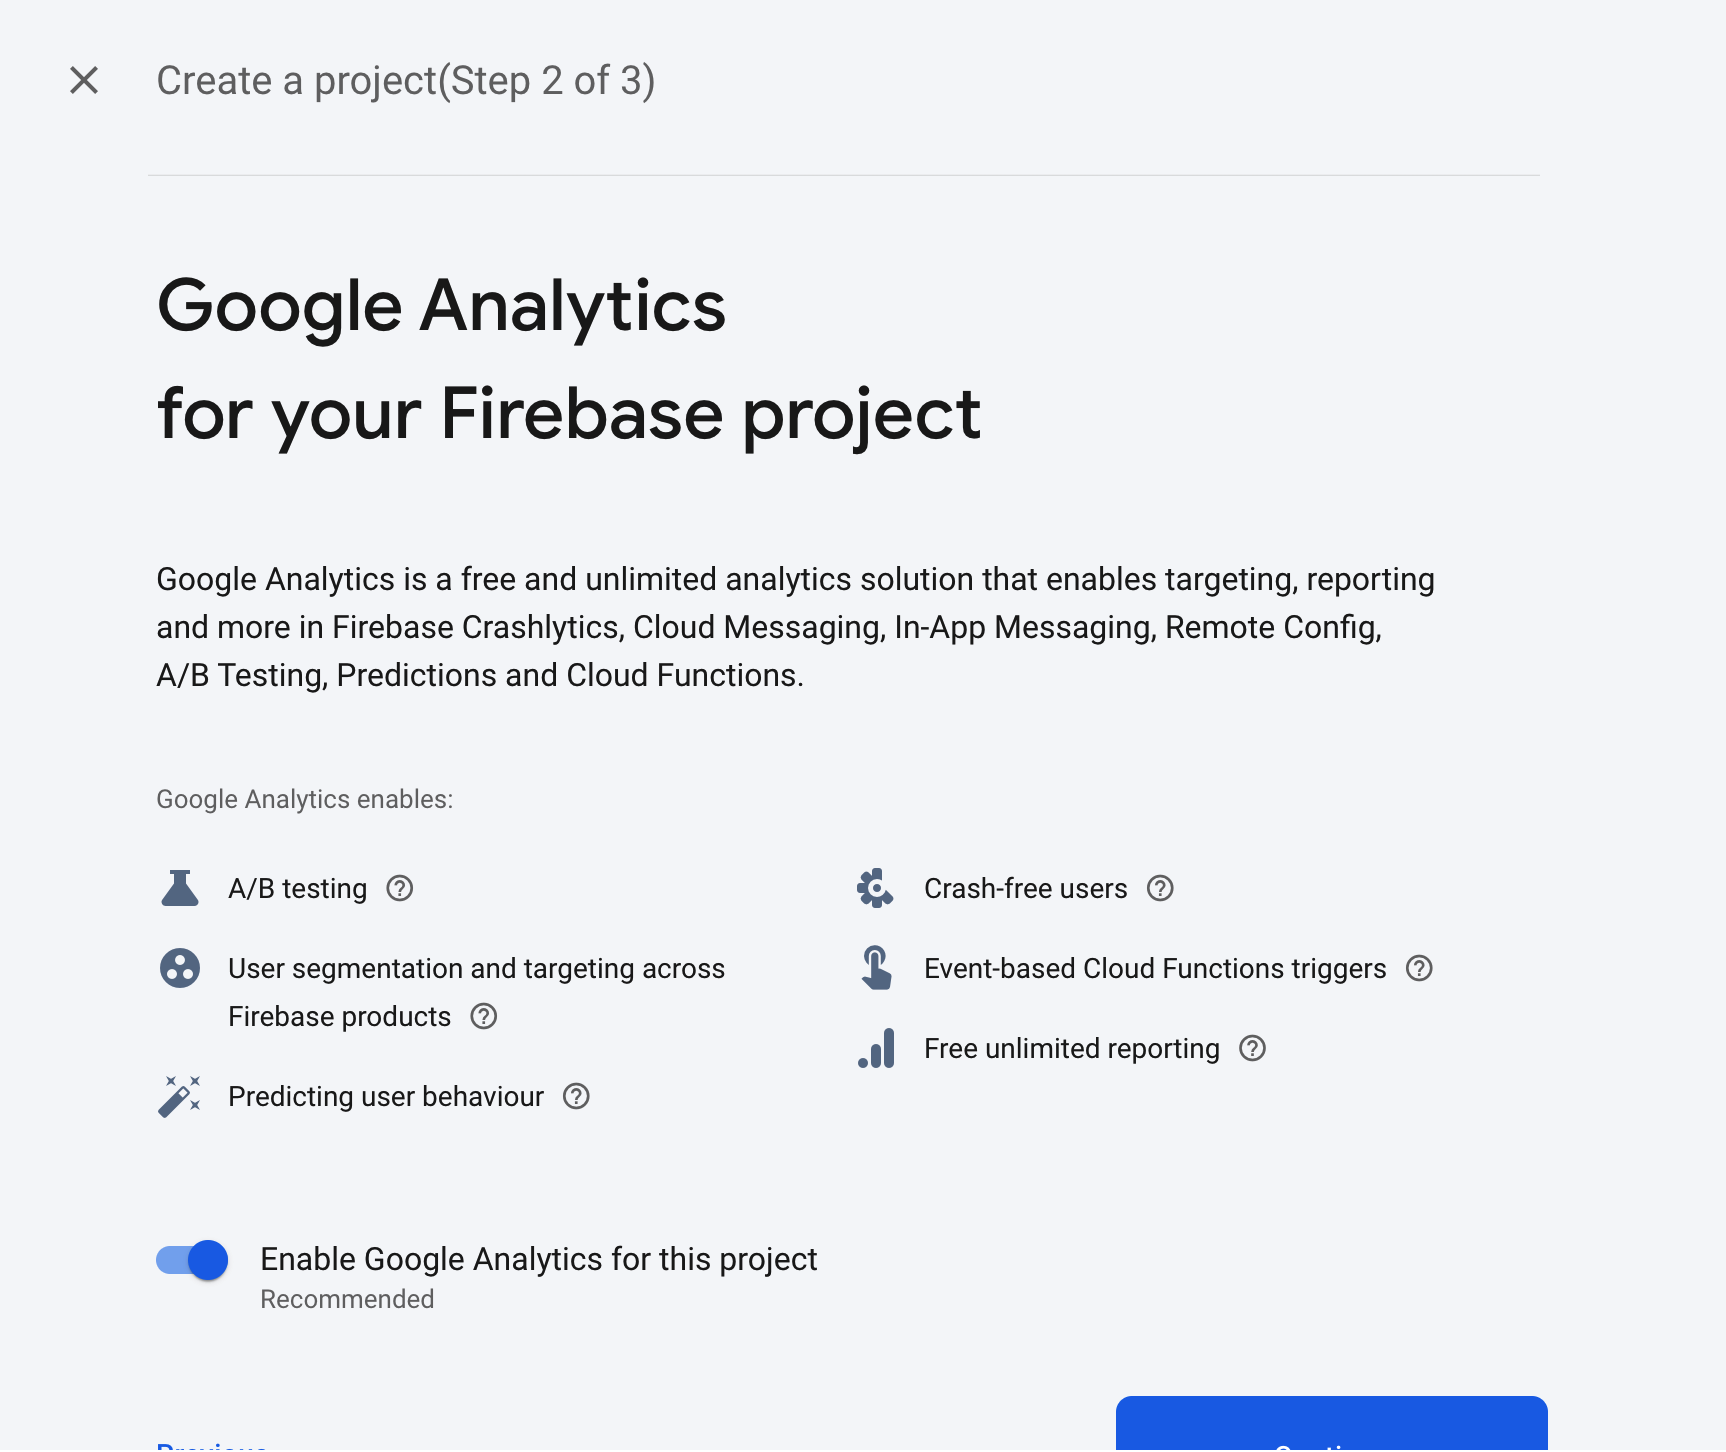 Create a project(Step 2 of 3)
Google Analytics
for your Firebase project
Google Analytics is a free and unlimited analytics solution that enables targeting, reporting
and more in Firebase Crashlytics, Cloud Messaging, In-App Messaging, Remote Config,
A/B Testing, Predictions and Cloud Functions.
Google Analytics enables:
A/B testing
User segmentation and targeting across
Firebase products
Predicting user behaviour
Crash-free users
Event-based Cloud Functions triggers
Free unlimited reporting
Enable Google Analytics for this project
Recommended
Previous